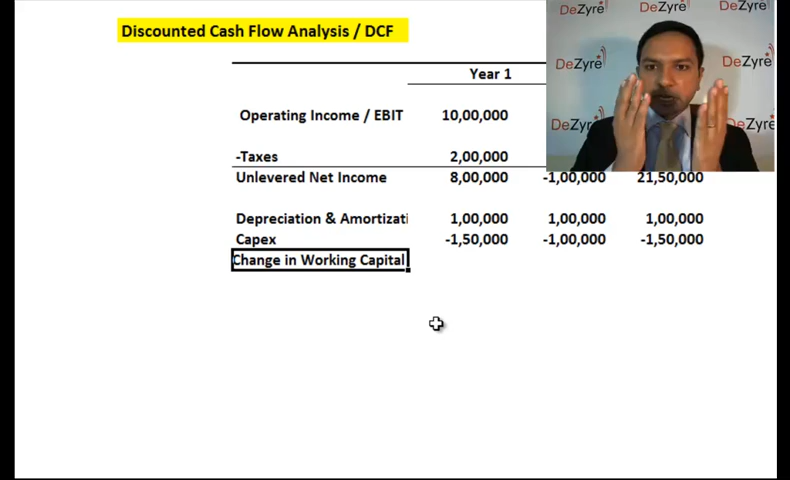 Discounted Cash Flow Analysis / DCF
DeZyre DeZyre DeZyre
DeZyre DeZyre
DeZyre DeZyre
Year 1
Operating Income / EBIT 10,00,000
-Taxes 2,00,000
Unlevered Net Income 8,00,000 -1,00,000 21,50,000
Depreciation & Amortizati 1,00,000 1,00,000 1,00,000
Capex -1,50,000 -1,00,000 -1,50,000
Change in Working Capital